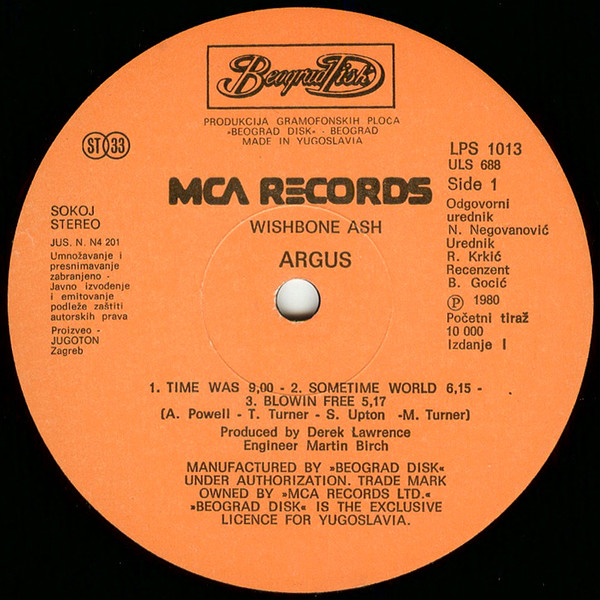 Beograd Disk
PRODUKCIJA GRAMOFONSKIH PLOČA
»BEOGRAD DISK« · BEOGRAD
MADE IN YUGOSLAVIA
ST 33
LPS 1013
ULS 688
Side 1
MCA RECORDS
WISHBONE ASH
ARGUS
SOKOJ
STEREO
JUS. N. N4 201
Umnožavanje i
presnimavanje
zabranjeno -
Javno izvođenje
i emitovanje
podleže zaštiti
autorskih prava
Proizveo -
JUGOTON
Zagreb
Odgovorni
urednik
N. Negovanović
Urednik
R. Krkić
Recenzent
B. Gocić
℗ 1980
Početni tiraž
10 000
Izdanje I
1. TIME WAS 9,00 - 2. SOMETIME WORLD 6,15 -
3. BLOWIN FREE 5,17
(A. Powell - T. Turner - S. Upton -M. Turner)
Produced by Derek Lawrence
Engineer Martin Birch
MANUFACTURED BY »BEOGRAD DISK«
UNDER AUTHORIZATION. TRADE MARK
OWNED BY »MCA RECORDS LTD.«
»BEOGRAD DISK« IS THE EXCLUSIVE
LICENCE FOR YUGOSLAVIA.